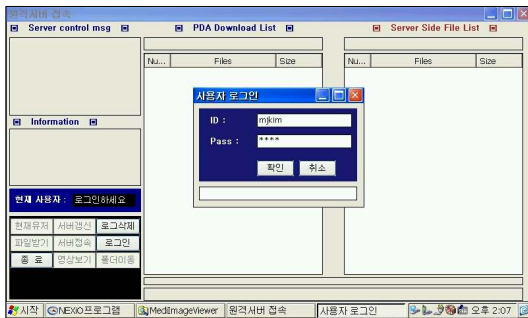 원격서버 접속
Server control msg
PDA Download List
Server Side File List
Nu... Files Size
Nu... Files Size
사용자 로그인
ID : mjkim
Pass : ****
확인 취소
Information
현재 사용자 : 로그인하세요
현재유저 서버갱신 로그삭제
파일받기 서버접속 로그인
종 료 영상보기 폴더이동
시작 NEXIO프로그램 MediImageViewer 원격서버 접속 사용자 로그인 오후 2:07